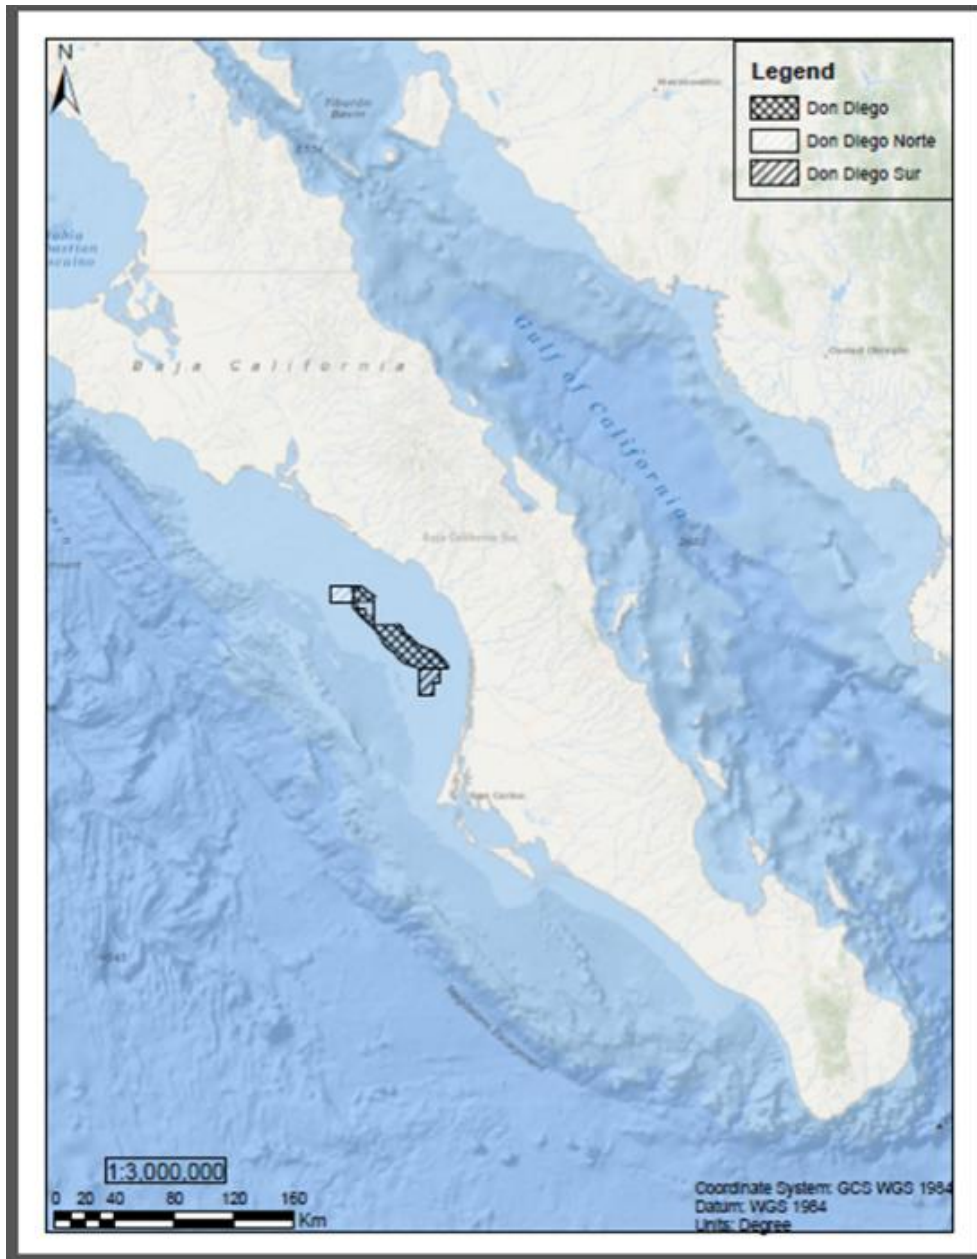 N
Legend
Don Diego
Don Diego Norte
Don Diego Sur
Tiburón
Basin
Baja California
Gulf of California
Baja California Sur
1:3,000,000
0 20 40 80 120 160
Km
Coordinate System: GCS WGS 1984
Datum: WGS 1984
Units: Degree